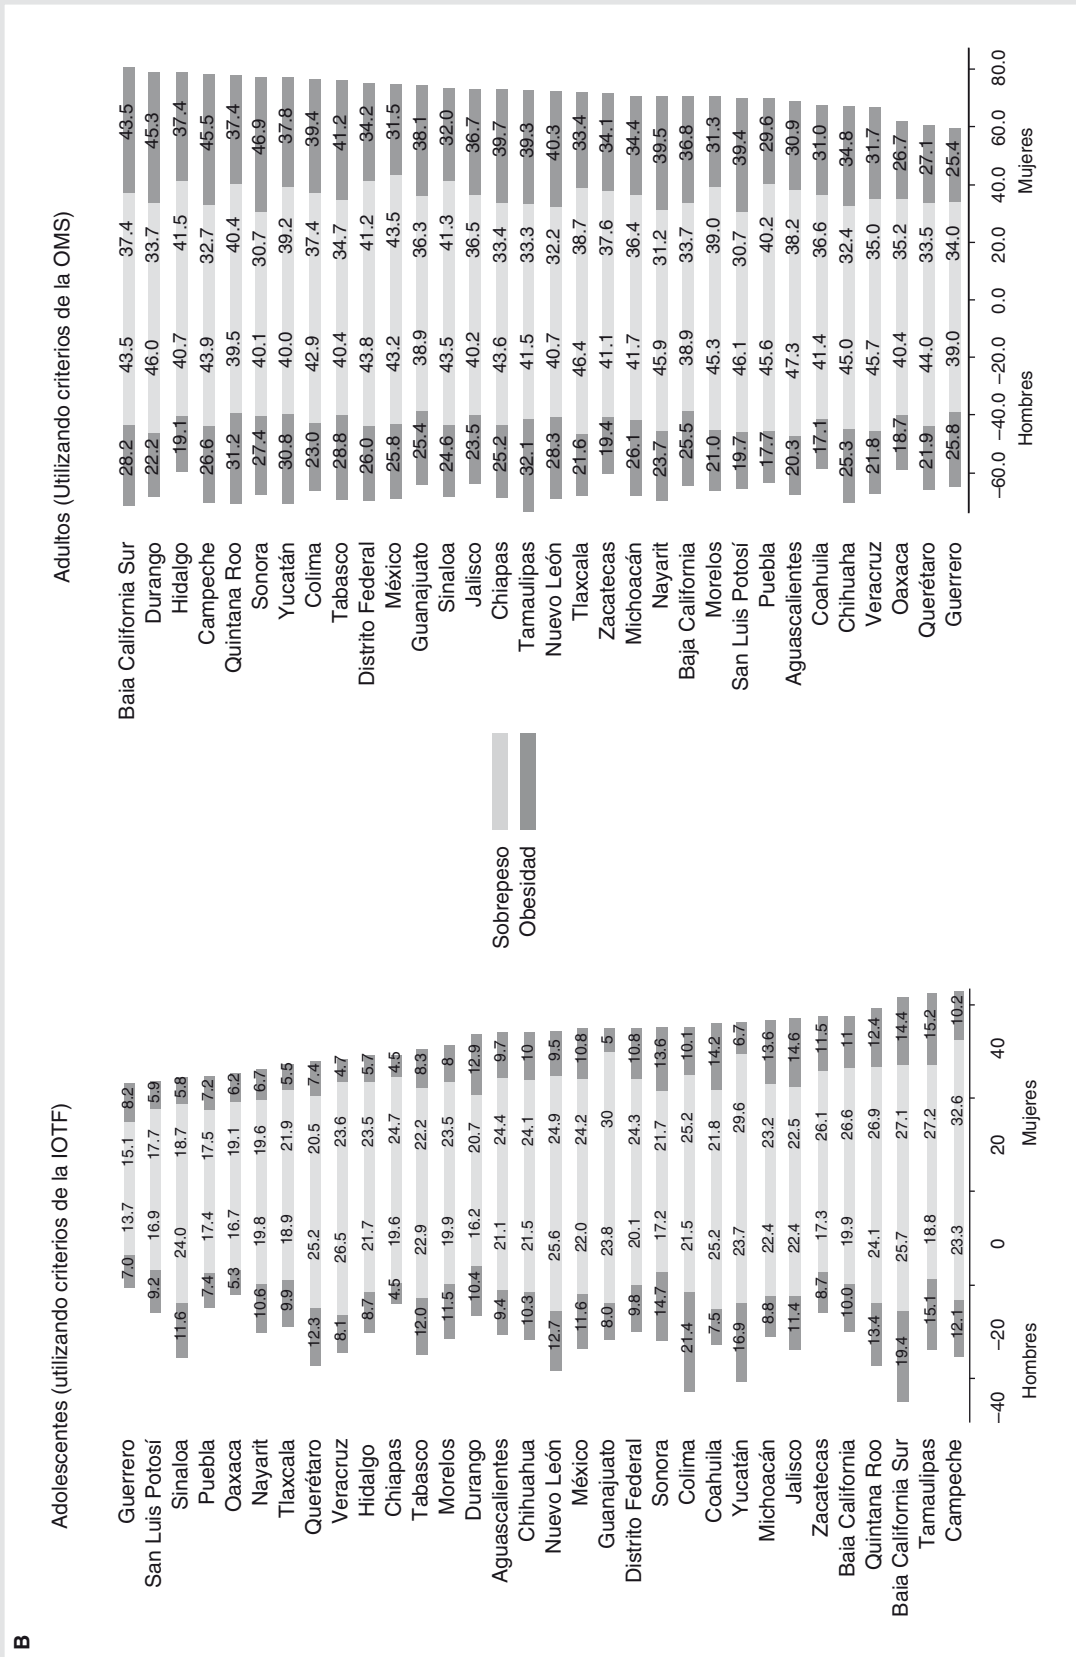 B
Adolescentes (utilizando criterios de la IOTF)
Guerrero 7.0 13.7 15.1 8.2
San Luis Potosí 9.2 16.9 17.7 5.9
Sinaloa 11.6 24.0 18.7 5.8
Puebla 7.4 17.4 17.5 7.2
Oaxaca 5.3 16.7 19.1 6.2
Nayarit 10.6 19.8 19.6 6.7
Tlaxcala 9.9 18.9 21.9 5.5
Querétaro 12.3 25.2 20.5 7.4
Veracruz 8.1 26.5 23.6 4.7
Hidalgo 8.7 21.7 23.5 5.7
Chiapas 4.5 19.6 24.7 4.5
Tabasco 12.0 22.9 22.2 8.3
Morelos 11.5 19.9 23.5 8
Durango 10.4 16.2 20.7 12.9
Aguascalientes 9.4 21.1 24.4 9.7
Chihuahua 10.3 21.5 24.1 10
Nuevo León 12.7 25.6 24.9 9.5
México 11.6 22.0 24.2 10.8
Guanajuato 8.0 23.8 30 5
Distrito Federal 9.8 20.1 24.3 10.8
Sonora 14.7 17.2 21.7 13.6
Colima 21.4 21.5 25.2 10.1
Coahuila 7.5 25.2 21.8 14.2
Yucatán 16.9 23.7 29.6 6.7
Michoacán 8.8 22.4 23.2 13.6
Jalisco 11.4 22.4 22.5 14.6
Zacatecas 8.7 17.3 26.1 11.5
Baia California 10.0 19.9 26.6 11
Quintana Roo 13.4 24.1 26.9 12.4
Baia California Sur 19.4 25.7 27.1 14.4
Tamaulipas 15.1 18.8 27.2 15.2
Campeche 12.1 23.3 32.6 10.2
–40 –20 0 20 40
Hombres Mujeres
Sobrepeso
Obesidad
Adultos (Utilizando criterios de la OMS)
Baia California Sur 28.2 43.5 37.4 43.5
Durango 22.2 46.0 33.7 45.3
Hidalgo 19.1 40.7 41.5 37.4
Campeche 26.6 43.9 32.7 45.5
Quintana Roo 31.2 39.5 40.4 37.4
Sonora 27.4 40.1 30.7 46.9
Yucatán 30.8 40.0 39.2 37.8
Colima 23.0 42.9 37.4 39.4
Tabasco 28.8 40.4 34.7 41.2
Distrito Federal 26.0 43.8 41.2 34.2
México 25.8 43.2 43.5 31.5
Guanajuato 25.4 38.9 36.3 38.1
Sinaloa 24.6 43.5 41.3 32.0
Jalisco 23.5 40.2 36.5 36.7
Chiapas 25.2 43.6 33.4 39.7
Tamaulipas 32.1 41.5 33.3 39.3
Nuevo León 28.3 40.7 32.2 40.3
Tlaxcala 21.6 46.4 38.7 33.4
Zacatecas 19.4 41.1 37.6 34.1
Michoacán 26.1 41.7 36.4 34.4
Nayarit 23.7 45.9 31.2 39.5
Baja California 25.5 38.9 33.7 36.8
Morelos 21.0 45.3 39.0 31.3
San Luis Potosí 19.7 46.1 30.7 39.4
Puebla 17.7 45.6 40.2 29.6
Aguascalientes 20.3 47.3 38.2 30.9
Coahuila 17.1 41.4 36.6 31.0
Chihuaha 25.3 45.0 32.4 34.8
Veracruz 21.8 45.7 35.0 31.7
Oaxaca 18.7 40.4 35.2 26.7
Querétaro 21.9 44.0 33.5 27.1
Guerrero 25.8 39.0 34.0 25.4
–60.0 –40.0 –20.0 0.0 20.0 40.0 60.0 80.0
Hombres Mujeres